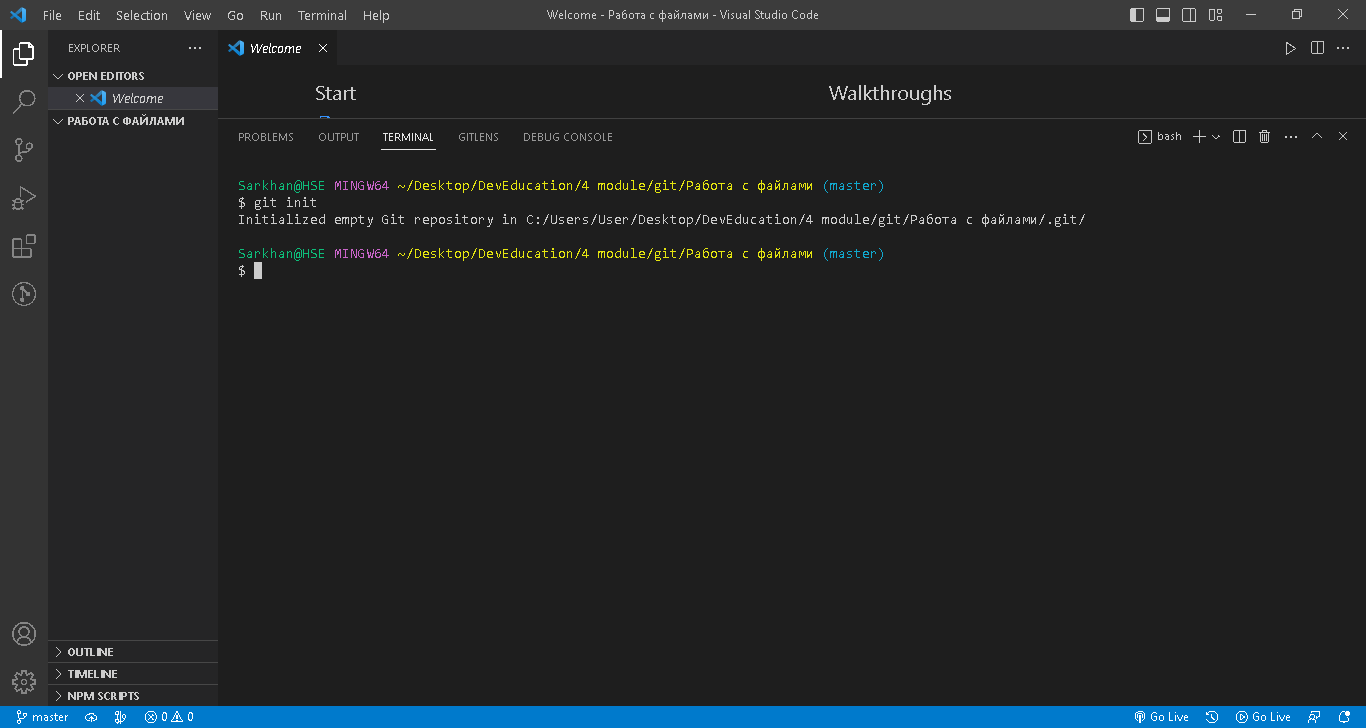 File Edit Selection View Go Run Terminal Help
Welcome - Работа с файлами - Visual Studio Code
EXPLORER
Welcome
OPEN EDITORS
Welcome
РАБОТА С ФАЙЛАМИ
Start
Walkthroughs
PROBLEMS OUTPUT TERMINAL GITLENS DEBUG CONSOLE
bash
Sarkhan@HSE MINGW64 ~/Desktop/DevEducation/4 module/git/Работа с файлами (master)
$ git init
Initialized empty Git repository in C:/Users/User/Desktop/DevEducation/4 module/git/Работа с файлами/.git/
Sarkhan@HSE MINGW64 ~/Desktop/DevEducation/4 module/git/Работа с файлами (master)
$
OUTLINE
TIMELINE
NPM SCRIPTS
master 0 0 Go Live Go Live